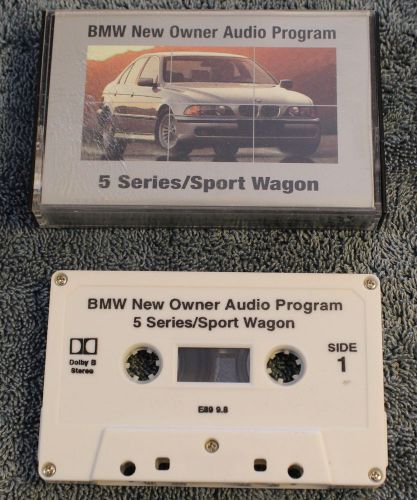 BMW New Owner Audio Program
5 Series/Sport Wagon
BMW New Owner Audio Program
5 Series/Sport Wagon
Dolby B
Stereo
SIDE
1
E89 9.8